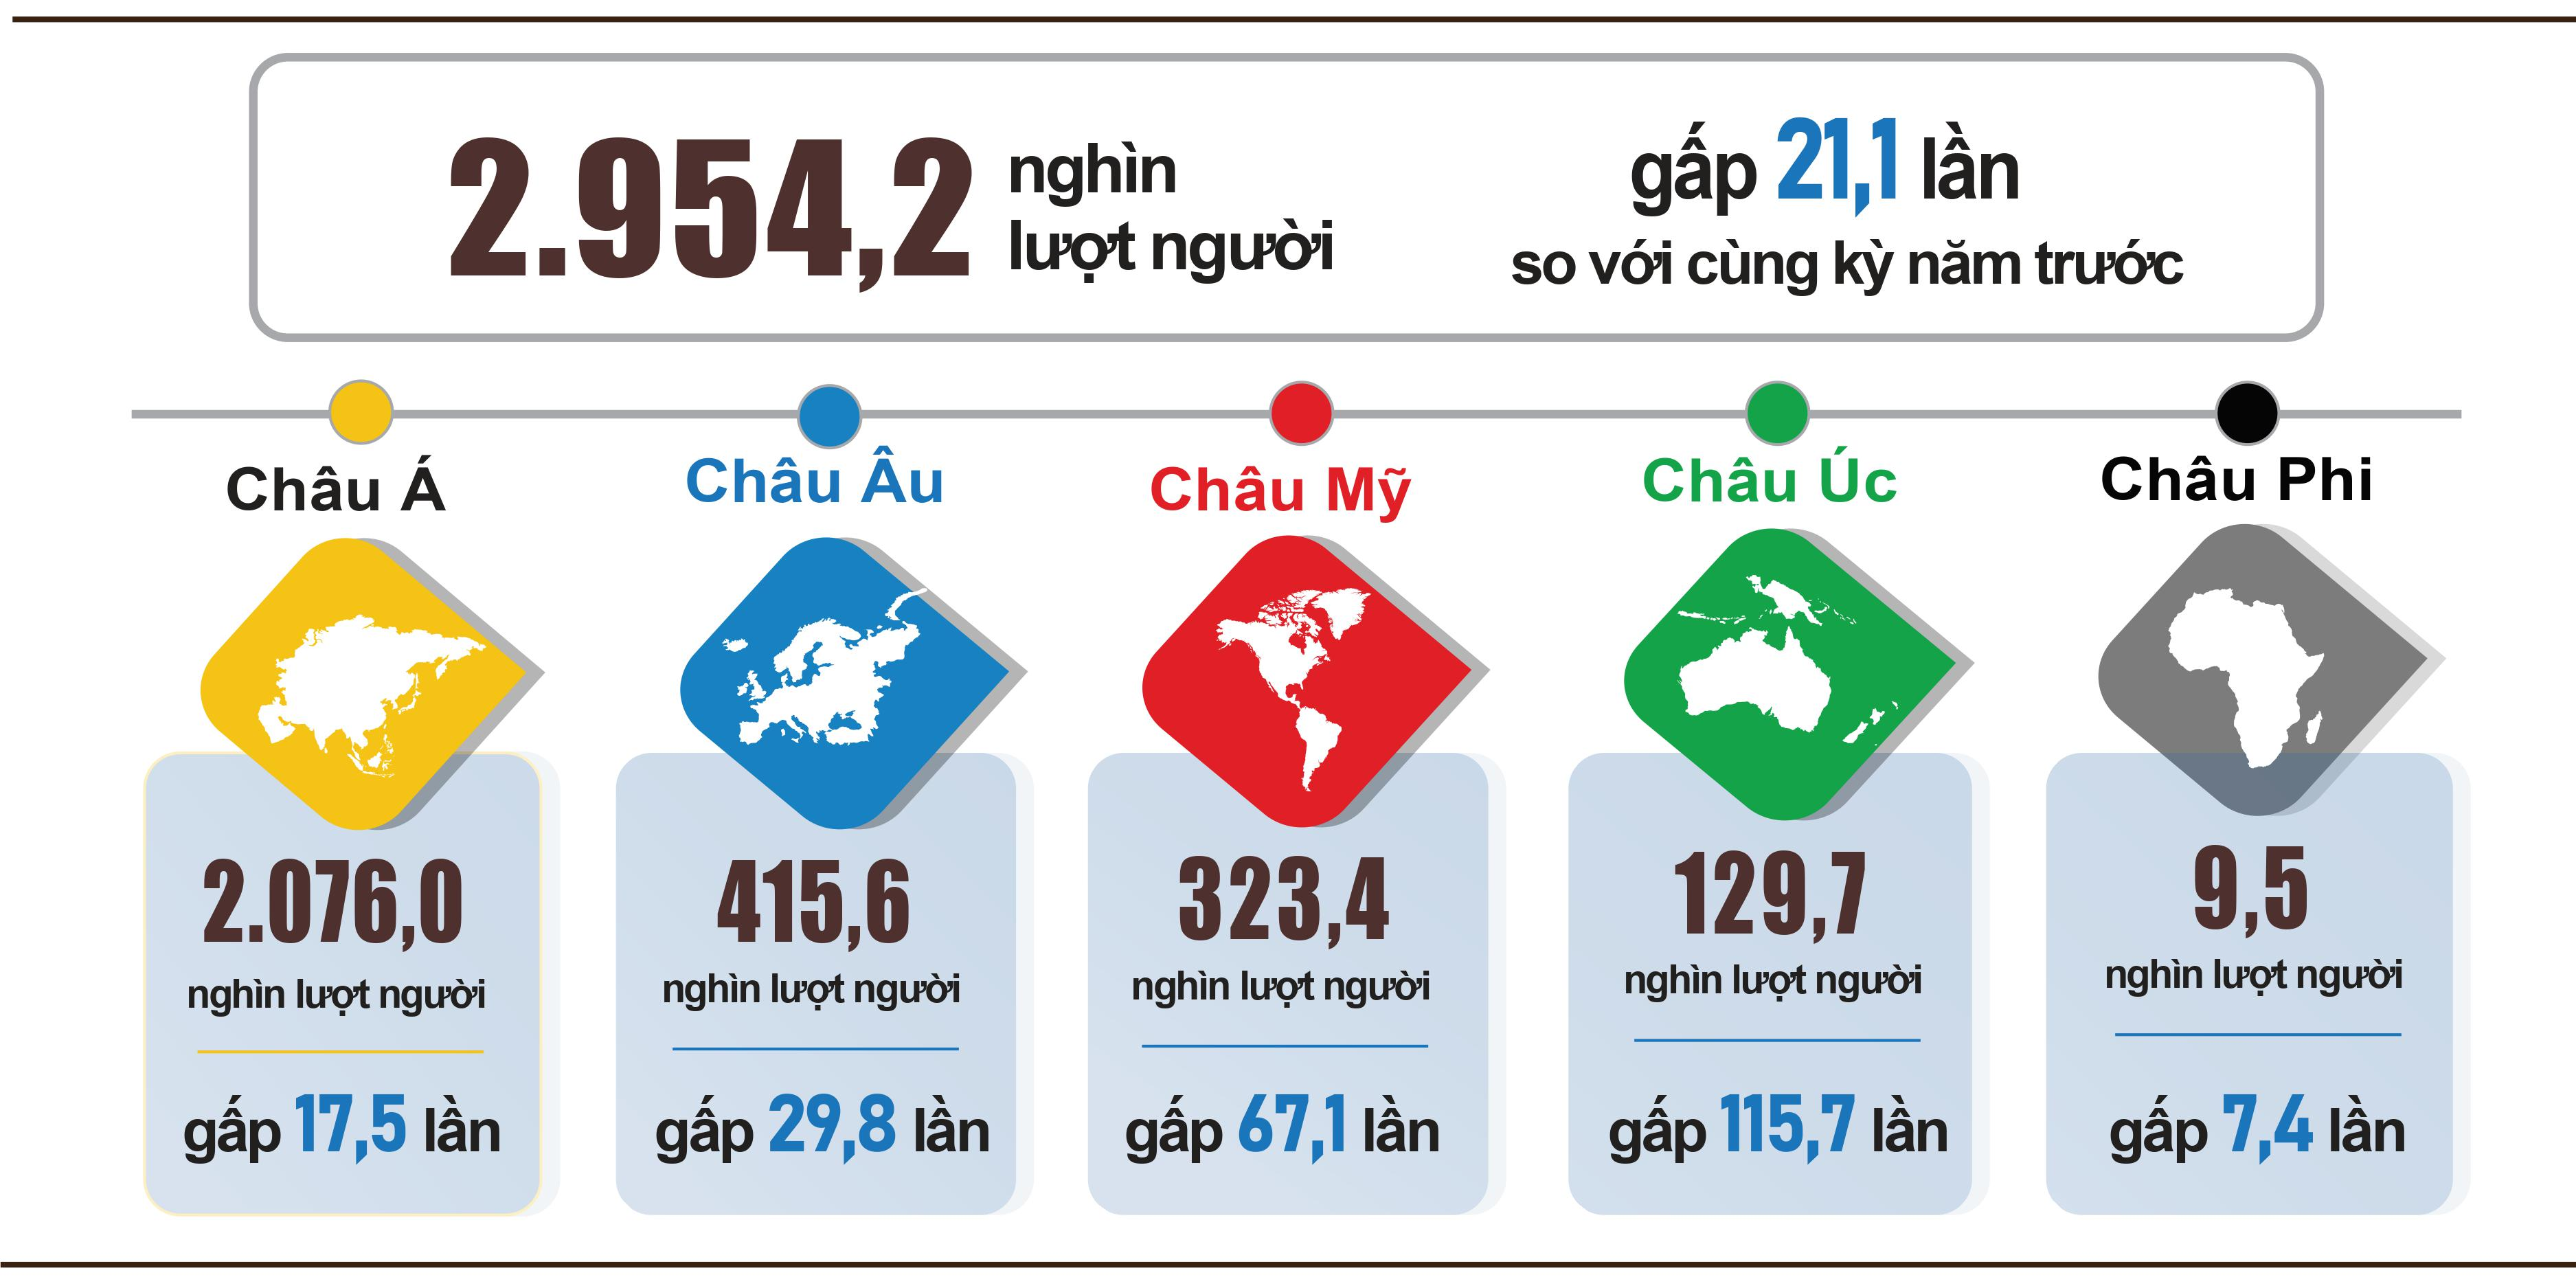 2.954,2 nghìn
lượt người
gấp 21,1 lần
so với cùng kỳ năm trước
Châu Á
Châu Âu
Châu Mỹ
Châu Úc
Châu Phi
2.076,0
nghìn lượt người
gấp 17,5 lần
415,6
nghìn lượt người
gấp 29,8 lần
323,4
nghìn lượt người
gấp 67,1 lần
129,7
nghìn lượt người
gấp 115,7 lần
9,5
nghìn lượt người
gấp 7,4 lần